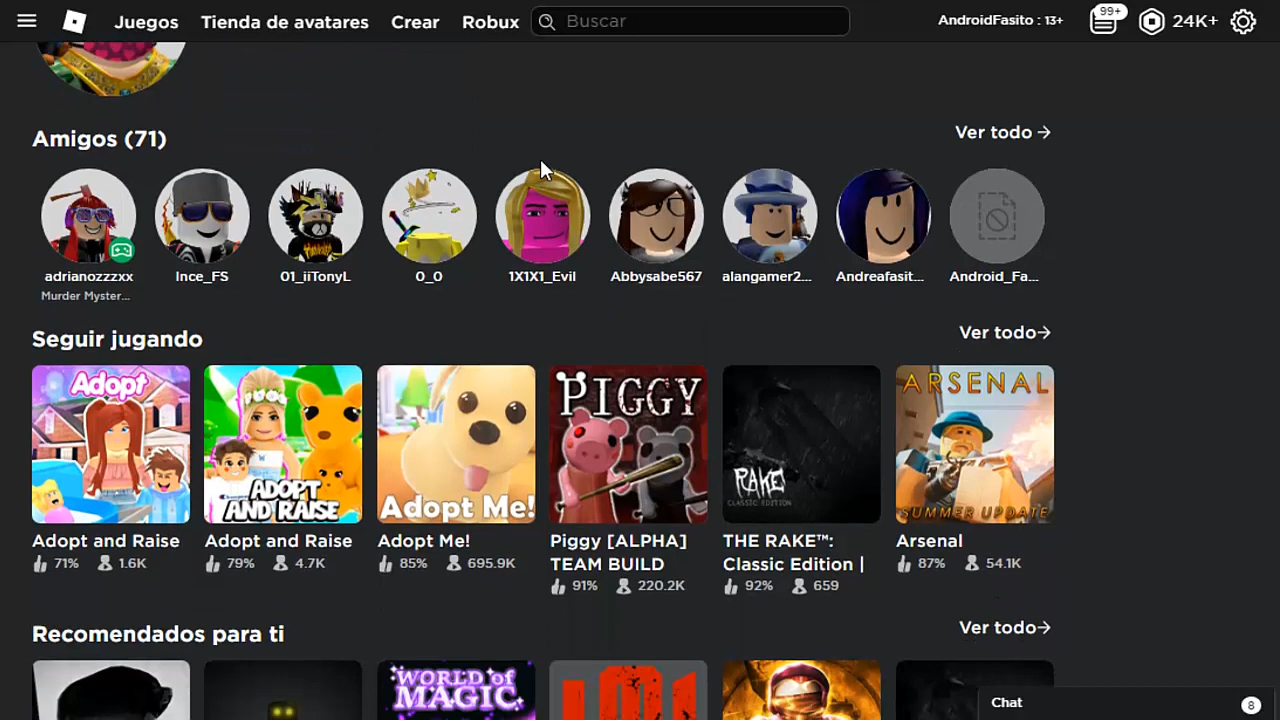 Juegos Tienda de avatares Crear Robux Buscar AndroidFasito : 13+ 99+ 24K+
Amigos (71) Ver todo →
adrianozzzxx Ince_FS 01_iiTonyL 0_0 1X1X1_Evil Abbysabe567 alangamer2... Andreafasit... Android_Fa...
Murder Myster...
Seguir jugando Ver todo→
Adopt
ADOPT AND RAISE
Adopt Me!
PIGGY
RAKE
CLASSIC EDITION
ARSENAL
SUMMER UPDATE
Adopt and Raise Adopt and Raise Adopt Me! Piggy [ALPHA] THE RAKE™: Arsenal
TEAM BUILD Classic Edition |
71% 1.6K 79% 4.7K 85% 695.9K 91% 220.2K 92% 659 87% 54.1K
Recomendados para ti Ver todo→
WORLD of
MAGIC
Chat 8